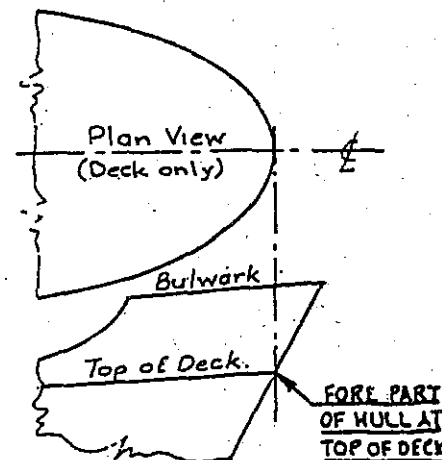 Plan View
(Deck only)
℄
Bulwark
Top of Deck.
FORE PART
OF HULL AT
TOP OF DECK